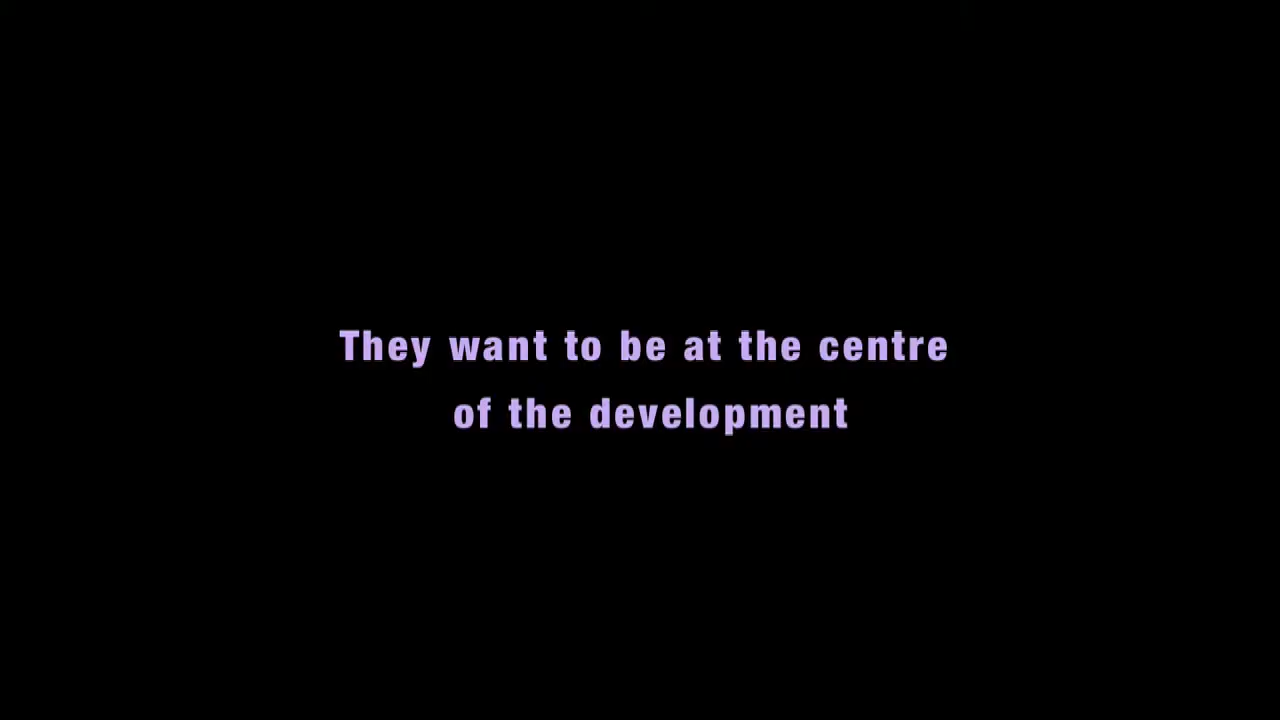 They want to be at the centre
of the development